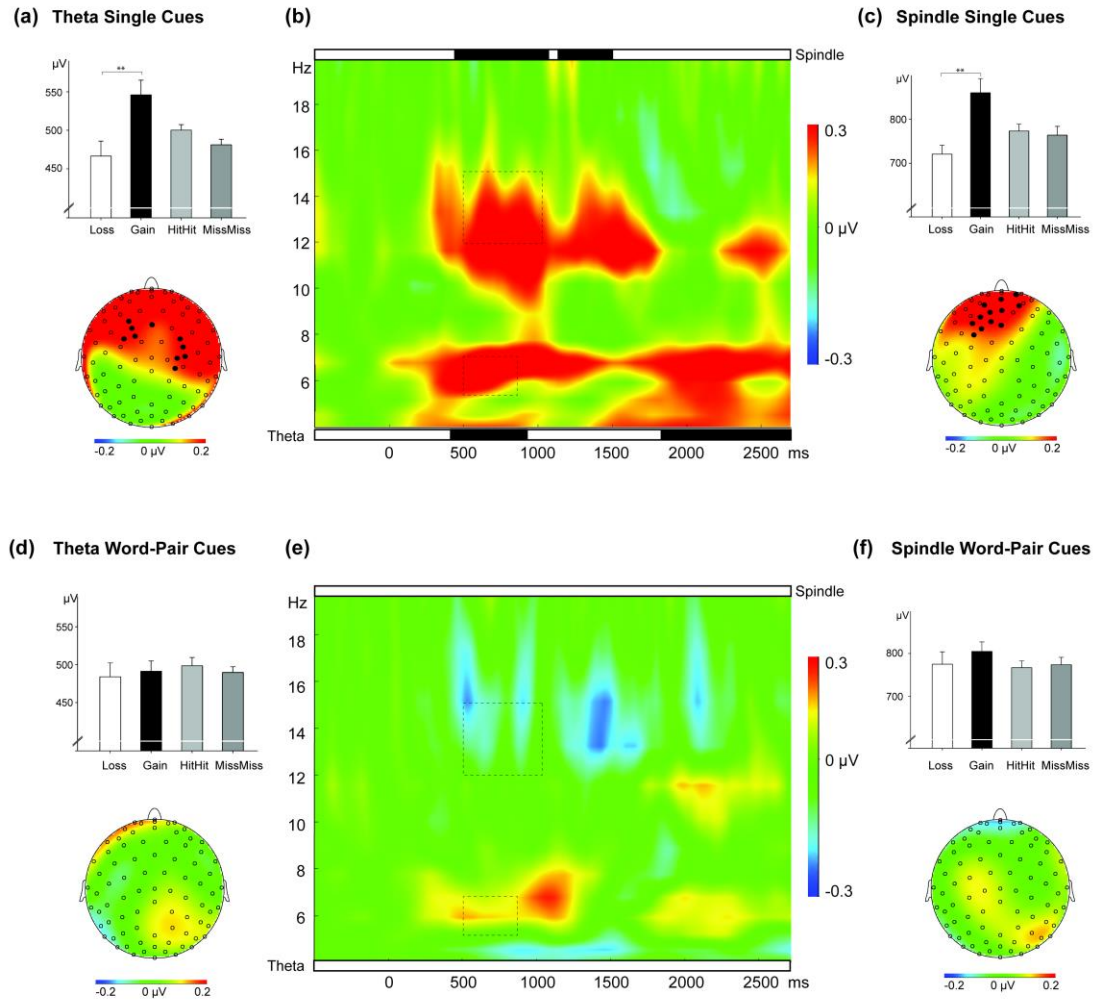 (a) Theta Single Cues
µV
**
550
500
450
Loss Gain HitHit MissMiss
-0.2 0 µV 0.2
(b)
Spindle
Hz
18
16
14
12
10
8
6
Theta
0 500 1000 1500 2000 2500 ms
0.3
0 µV
-0.3
(c) Spindle Single Cues
µV
**
800
700
Loss Gain HitHit MissMiss
-0.2 0 µV 0.2
(d) Theta Word-Pair Cues
µV
550
500
450
Loss Gain HitHit MissMiss
-0.2 0 µV 0.2
(e)
Spindle
Hz
18
16
14
12
10
8
6
Theta
0 500 1000 1500 2000 2500 ms
0.3
0 µV
-0.3
(f) Spindle Word-Pair Cues
µV
800
700
Loss Gain HitHit MissMiss
-0.2 0 µV 0.2